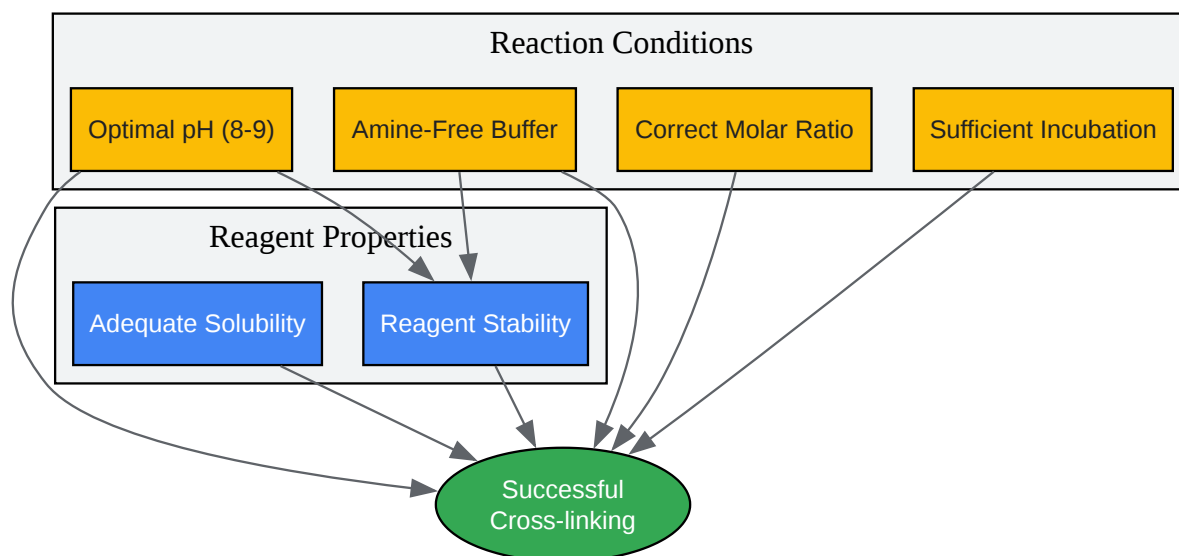 Reaction Conditions
Optimal pH (8-9)
Amine-Free Buffer
Correct Molar Ratio
Sufficient Incubation
Reagent Properties
Adequate Solubility
Reagent Stability
Successful
Cross-linking